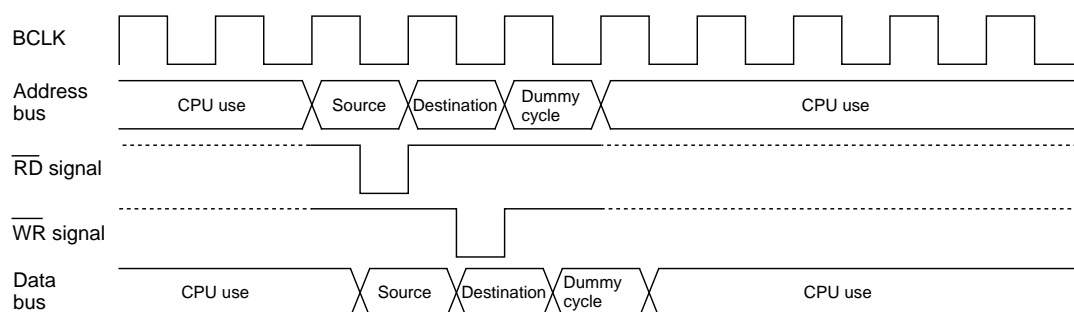 BCLK
Address
bus
CPU use
Source
Destination
Dummy
cycle
CPU use
RD signal
WR signal
Data
bus
CPU use
Source
Destination
Dummy
cycle
CPU use